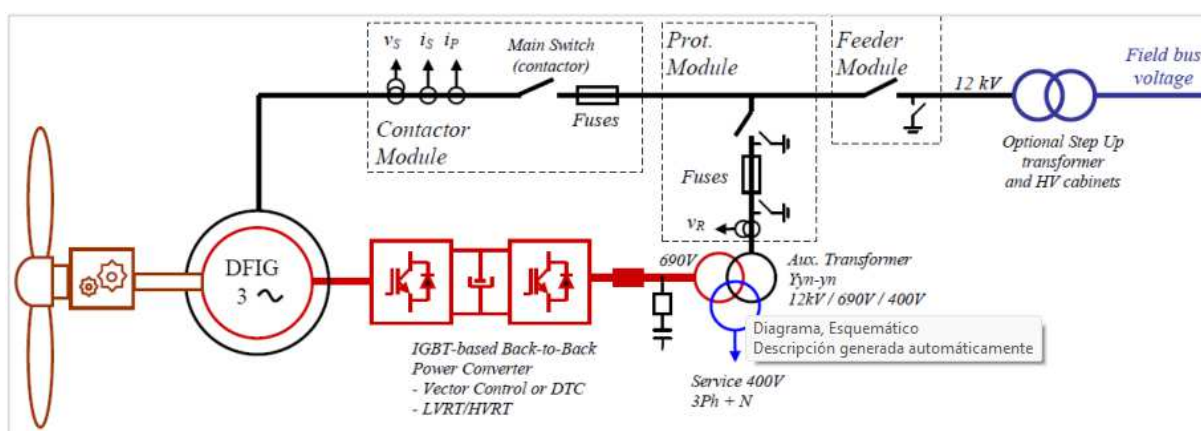 vS iS iP
Main Switch
(contactor)
Fuses
Contactor
Module
Prot.
Module
Fuses
vR
Feeder
Module
12 kV
Field bus
voltage
Optional Step Up
transformer
and HV cabinets
DFIG
3
690V
Aux. Transformer
Yyn-yn
12kV / 690V / 400V
Diagrama, Esquemático
Descripción generada automáticamente
IGBT-based Back-to-Back
Power Converter
- Vector Control or DTC
- LVRT/HVRT
Service 400V
3Ph + N